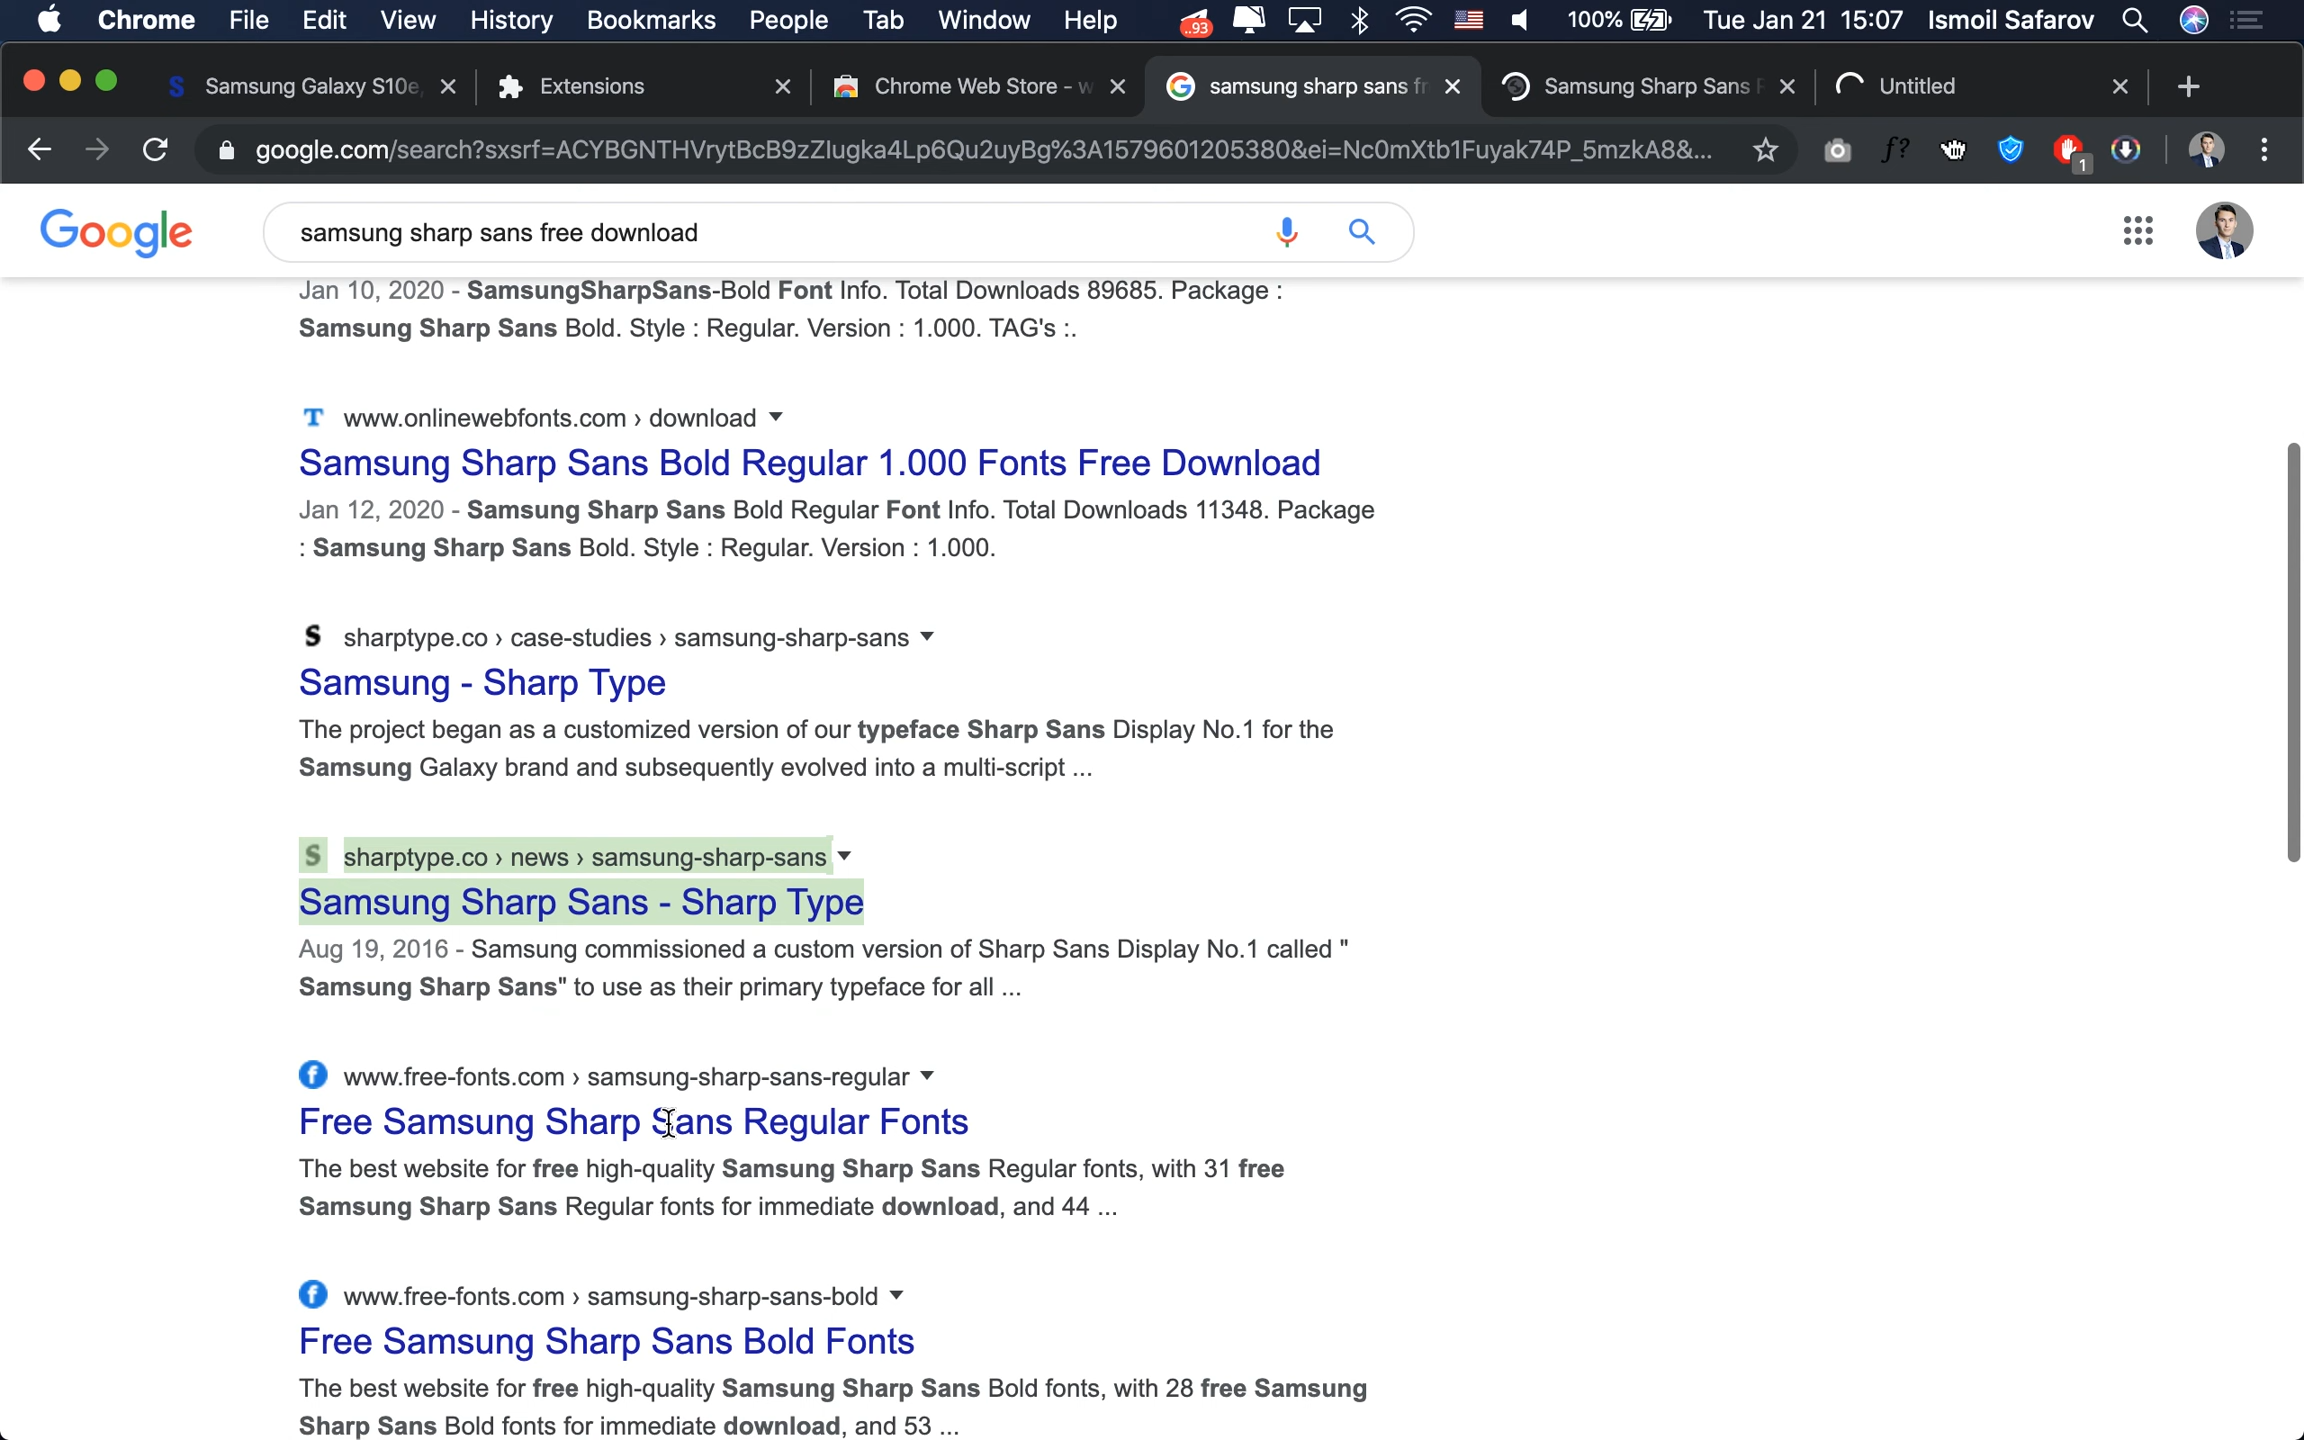 Chrome File Edit View History Bookmarks People Tab Window Help ..93 100% Tue Jan 21 15:07 Ismoil Safarov
Samsung Galaxy S10e, Extensions Chrome Web Store - w samsung sharp sans fr Samsung Sharp Sans F Untitled
google.com/search?sxsrf=ACYBGNTHVrytBcB9zZIugka4Lp6Qu2uyBg%3A1579601205380&ei=Nc0mXtb1Fuyak74P_5mzkA8&... f? 1
Google samsung sharp sans free download
Jan 10, 2020 - SamsungSharpSans-Bold Font Info. Total Downloads 89685. Package :
Samsung Sharp Sans Bold. Style : Regular. Version : 1.000. TAG's :.
T www.onlinewebfonts.com › download
Samsung Sharp Sans Bold Regular 1.000 Fonts Free Download
Jan 12, 2020 - Samsung Sharp Sans Bold Regular Font Info. Total Downloads 11348. Package
: Samsung Sharp Sans Bold. Style : Regular. Version : 1.000.
S sharptype.co › case-studies › samsung-sharp-sans
Samsung - Sharp Type
The project began as a customized version of our typeface Sharp Sans Display No.1 for the
Samsung Galaxy brand and subsequently evolved into a multi-script ...
S sharptype.co › news › samsung-sharp-sans
Samsung Sharp Sans - Sharp Type
Aug 19, 2016 - Samsung commissioned a custom version of Sharp Sans Display No.1 called "
Samsung Sharp Sans" to use as their primary typeface for all ...
f www.free-fonts.com › samsung-sharp-sans-regular
Free Samsung Sharp Sans Regular Fonts
The best website for free high-quality Samsung Sharp Sans Regular fonts, with 31 free
Samsung Sharp Sans Regular fonts for immediate download, and 44 ...
f www.free-fonts.com › samsung-sharp-sans-bold
Free Samsung Sharp Sans Bold Fonts
The best website for free high-quality Samsung Sharp Sans Bold fonts, with 28 free Samsung
Sharp Sans Bold fonts for immediate download, and 53 ...